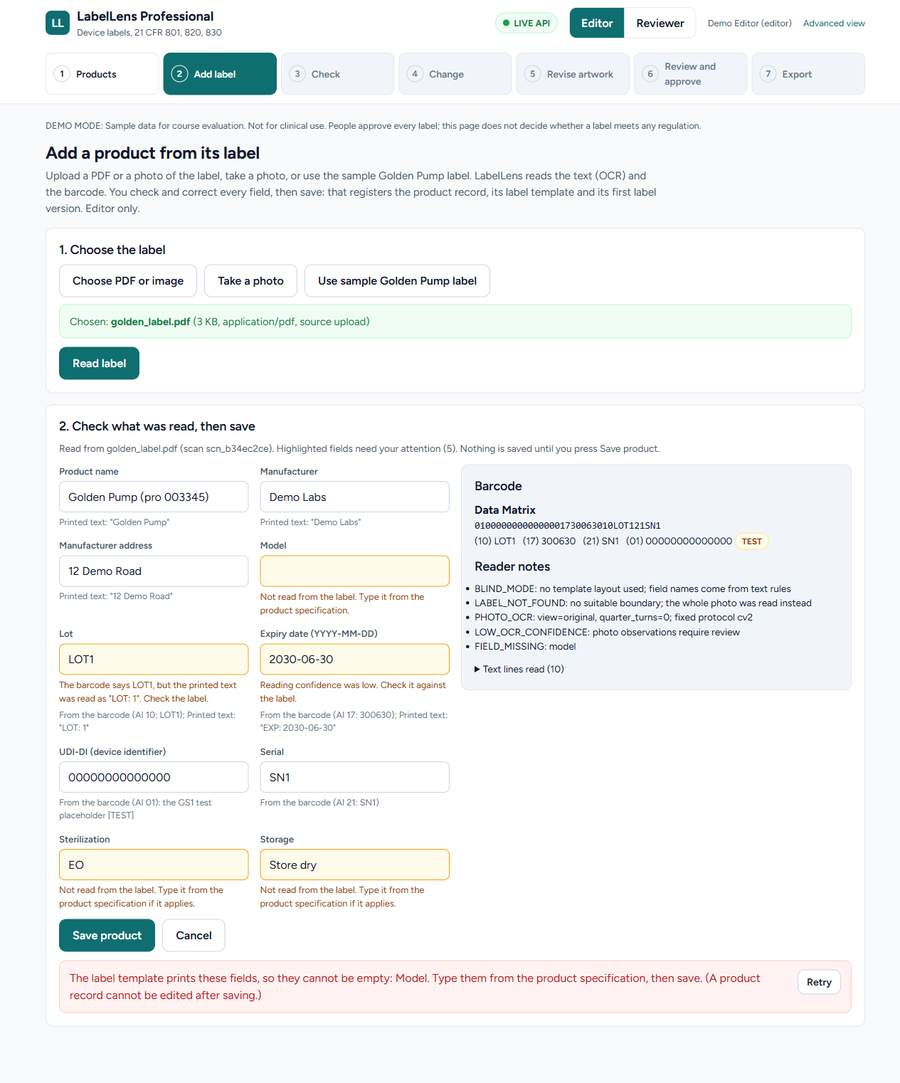 LL
LabelLens Professional
Device labels, 21 CFR 801, 820, 830
LIVE API
Editor
Reviewer
Demo Editor (editor)
Advanced view
1 Products
2 Add label
3 Check
4 Change
5 Revise artwork
6 Review and
approve
7 Export
DEMO MODE: Sample data for course evaluation. Not for clinical use. People approve every label; this page does not decide whether a label meets any regulation.
Add a product from its label
Upload a PDF or a photo of the label, take a photo, or use the sample Golden Pump label. LabelLens reads the text (OCR) and
the barcode. You check and correct every field, then save: that registers the product record, its label template and its first label
version. Editor only.
1. Choose the label
Choose PDF or image
Take a photo
Use sample Golden Pump label
Chosen: golden_label.pdf (3 KB, application/pdf, source upload)
Read label
2. Check what was read, then save
Read from golden_label.pdf (scan scn_b34ec2ce). Highlighted fields need your attention (5). Nothing is saved until you press Save product.
Product name
Golden Pump (pro 003345)
Printed text: "Golden Pump"
Manufacturer
Demo Labs
Printed text: "Demo Labs"
Manufacturer address
12 Demo Road
Printed text: "12 Demo Road"
Model
Not read from the label. Type it from the
product specification.
Lot
LOT1
The barcode says LOT1, but the printed text
was read as "LOT: 1". Check the label.
From the barcode (AI 10: LOT1); Printed text:
"LOT: 1"
Expiry date (YYYY-MM-DD)
2030-06-30
Reading confidence was low. Check it against
the label.
From the barcode (AI 17: 300630); Printed text:
"EXP: 2030-06-30"
UDI-DI (device identifier)
00000000000000
From the barcode (AI 01): the GS1 test
placeholder [TEST]
Serial
SN1
From the barcode (AI 21: SN1)
Sterilization
EO
Not read from the label. Type it from the
product specification if it applies.
Storage
Store dry
Not read from the label. Type it from the
product specification if it applies.
Barcode
Data Matrix
01000000000000001730063010LOT121SN1
(10) LOT1 (17) 300630 (21) SN1 (01) 00000000000000 TEST
Reader notes
BLIND_MODE: no template layout used; field names come from text rules
LABEL_NOT_FOUND: no suitable boundary; the whole photo was read instead
PHOTO_OCR: view=original, quarter_turns=0; fixed protocol cv2
LOW_OCR_CONFIDENCE: photo observations require review
FIELD_MISSING: model
Text lines read (10)
Save product
Cancel
The label template prints these fields, so they cannot be empty: Model. Type them from the product specification, then save. (A product
record cannot be edited after saving.)
Retry